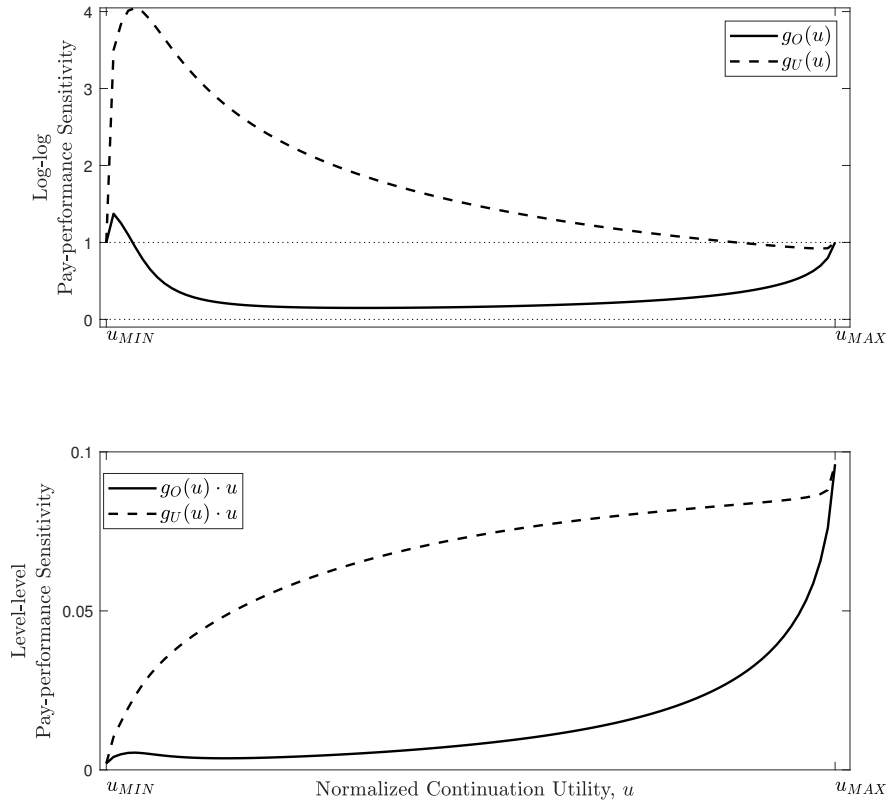 4
3
2
1
0
Log-log
Pay-performance Sensitivity
g_O(u)
g_U(u)
u_MIN
u_MAX
0.1
0.05
0
Level-level
Pay-performance Sensitivity
g_O(u) · u
g_U(u) · u
u_MIN
Normalized Continuation Utility, u
u_MAX